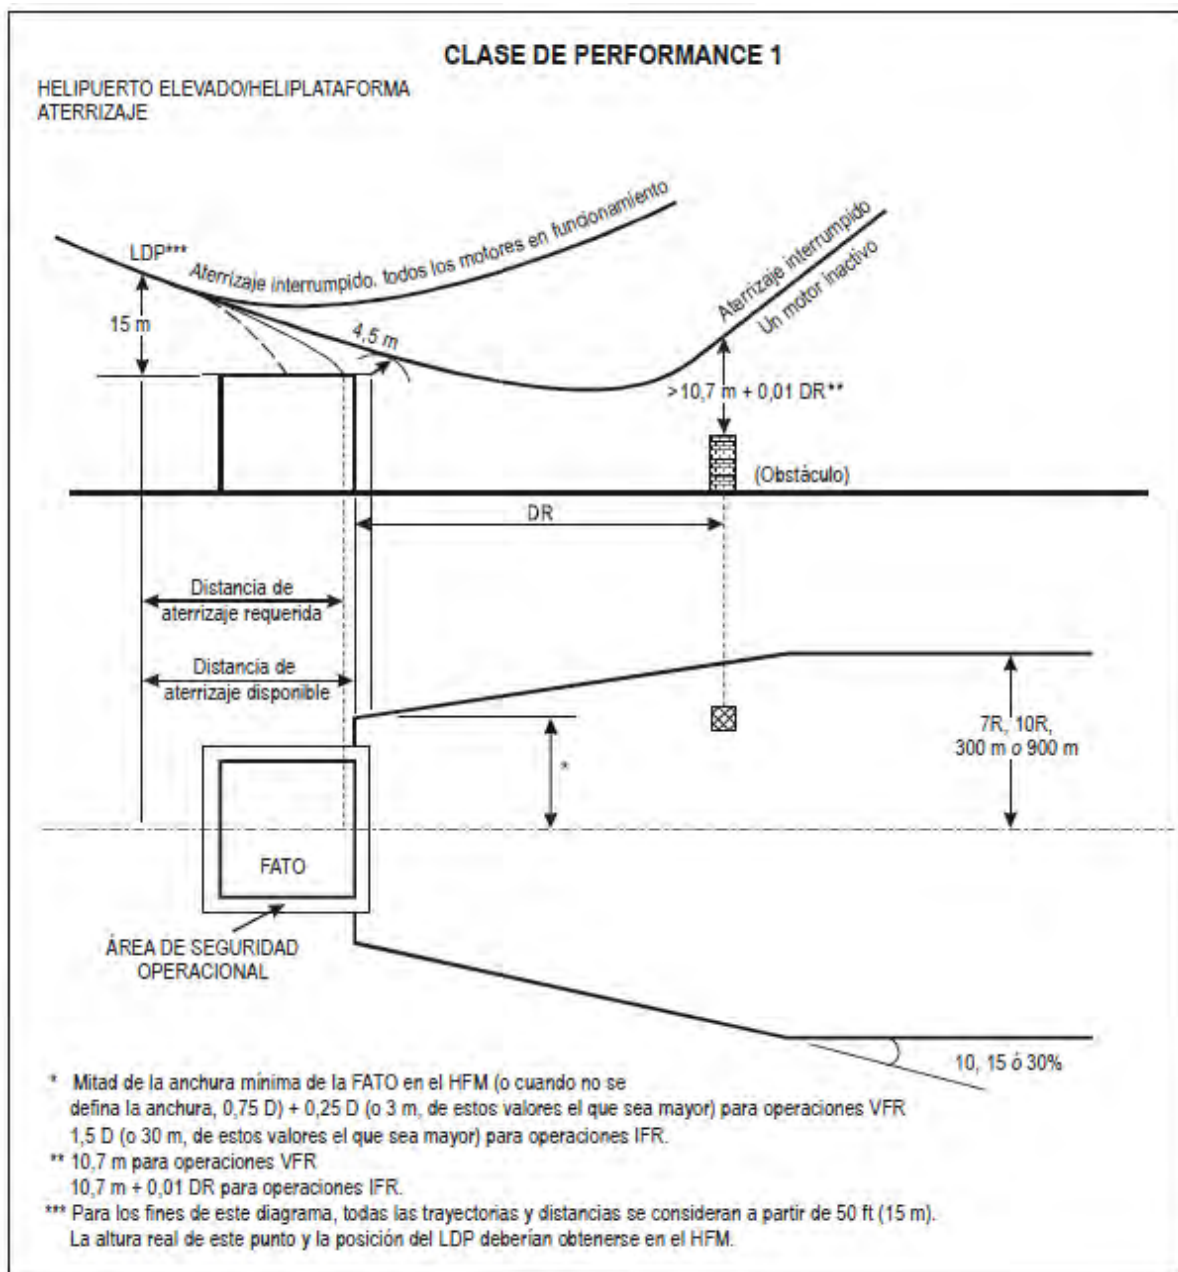 CLASE DE PERFORMANCE 1
HELIPUERTO ELEVADO/HELIPLATAFORMA
ATERRIZAJE
LDP***
Aterrizaje interrumpido, todos los motores en funcionamiento
Aterrizaje interrumpido
Un motor inactivo
15 m
4,5 m
>10,7 m + 0,01 DR**
(Obstáculo)
DR
Distancia de
aterrizaje requerida
Distancia de
aterrizaje disponible
7R, 10R,
300 m o 900 m
*
FATO
ÁREA DE SEGURIDAD
OPERACIONAL
10, 15 ó 30%
* Mitad de la anchura mínima de la FATO en el HFM (o cuando no se
defina la anchura, 0,75 D) + 0,25 D (o 3 m, de estos valores el que sea mayor) para operaciones VFR
1,5 D (o 30 m, de estos valores el que sea mayor) para operaciones IFR.
** 10,7 m para operaciones VFR
10,7 m + 0,01 DR para operaciones IFR.
*** Para los fines de este diagrama, todas las trayectorias y distancias se consideran a partir de 50 ft (15 m).
La altura real de este punto y la posición del LDP deberían obtenerse en el HFM.